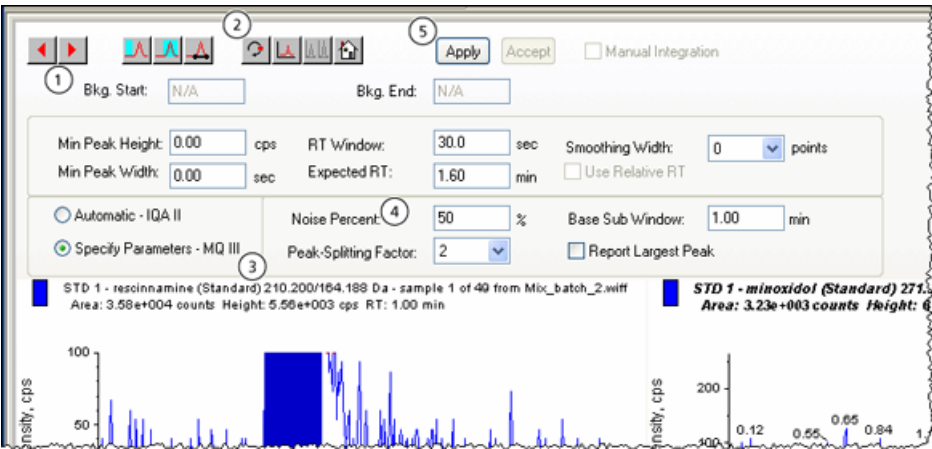 2
5
Apply
Accept
Manual Integration
1
Bkg. Start: N/A
Bkg. End: N/A
Min Peak Height: 0.00 cps
RT Window: 30.0 sec
Smoothing Width: 0 points
Min Peak Width: 0.00 sec
Expected RT: 1.60 min
Use Relative RT
Automatic - IQA II
Noise Percent: 4 50 %
Base Sub Window: 1.00 min
Specify Parameters - MQ III
3
Peak-Splitting Factor: 2
Report Largest Peak
STD 1 - rescinnamine (Standard) 210.200/164.188 Da - sample 1 of 49 from Mix_batch_2.wiff
Area: 3.58e+004 counts Height: 5.56e+003 cps RT: 1.00 min
STD 1 - minoxidol (Standard) 271.
Area: 3.23e+003 counts Height: 6
100
50
200
0.12
0.55
0.65
0.84